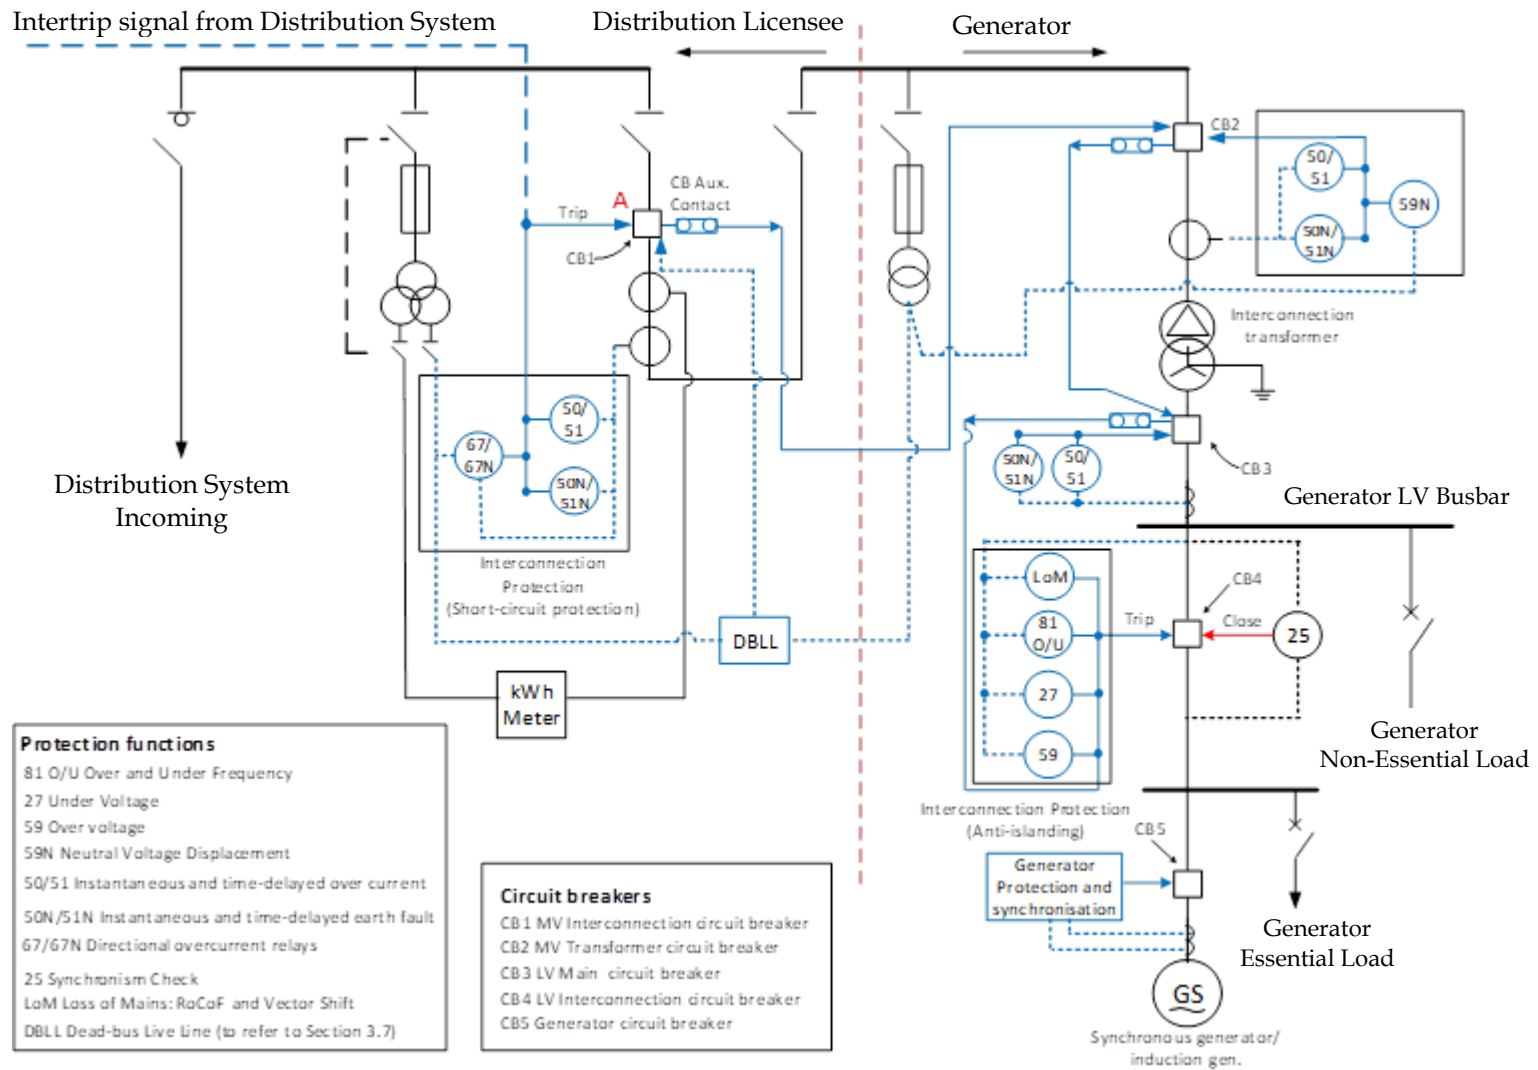 Intertrip signal from Distribution System
Distribution Licensee
Generator
CB2
50/
51
59N
50N/
51N
A
CB Aux.
Contact
Trip
CB1
Interconnection
transformer
50/
51
67/
67N
50N/
51N
50N/
51N
50/
51
CB3
Distribution System
Incoming
Generator LV Busbar
Interconnection
Protection
(Short-circuit protection)
LoM
CB4
81
O/U
Trip
Close
25
DBLL
27
kWh
Meter
59
Generator
Non-Essential Load
Interconnection Protection
(Anti-islanding)
CB5
Generator
Protection and
synchronisation
Generator
Essential Load
GS
Synchronous generator/
induction gen.
Protection functions
81 O/U Over and Under Frequency
27 Under Voltage
59 Over voltage
59N Neutral Voltage Displacement
50/51 Instantaneous and time-delayed over current
50N/51N Instantaneous and time-delayed earth fault
67/67N Directional overcurrent relays
25 Synchronism Check
LoM Loss of Mains: RoCoF and Vector Shift
DBLL Dead-bus Live Line (to refer to Section 3.7)
Circuit breakers
CB1 MV Interconnection circuit breaker
CB2 MV Transformer circuit breaker
CB3 LV Main circuit breaker
CB4 LV Interconnection circuit breaker
CB5 Generator circuit breaker